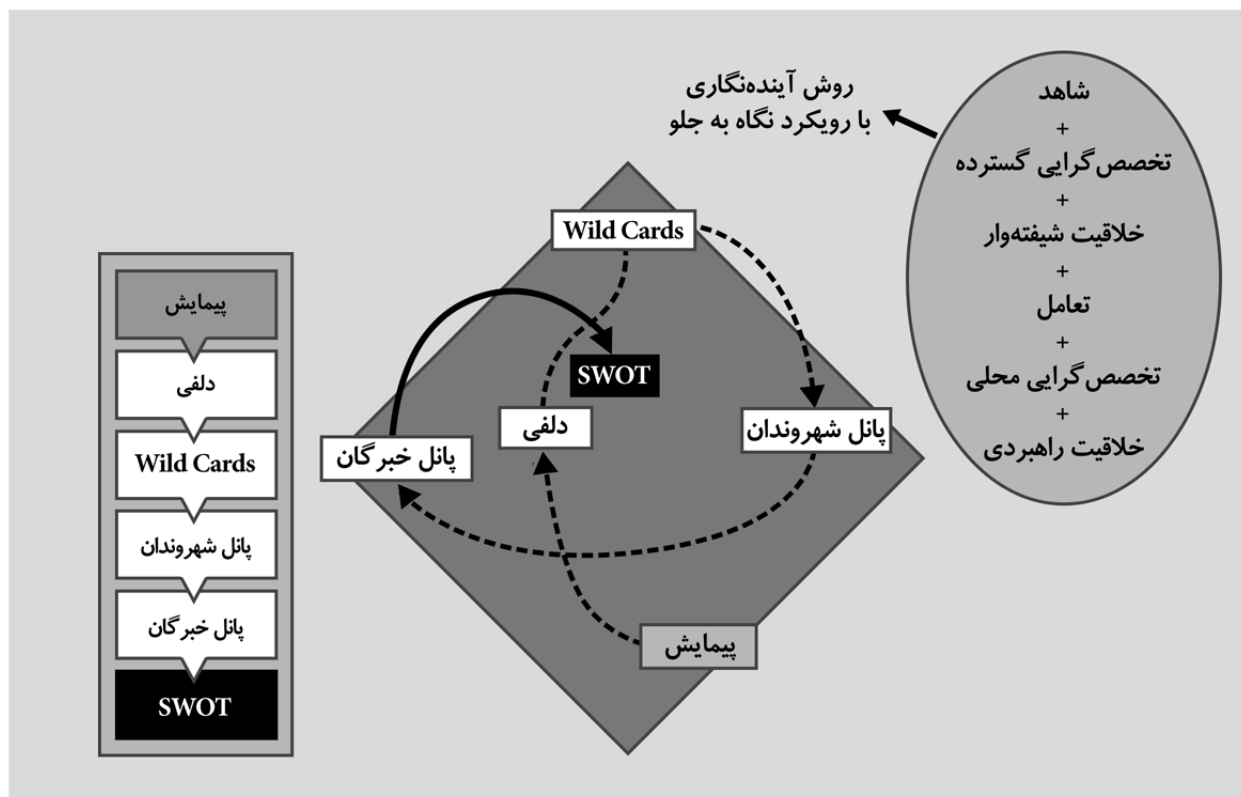 روش آینده‌نگاری
با رویکرد نگاه به جلو
شاهد
+
تخصص‌گرایی گسترده
+
خلاقیت شیفته‌وار
+
تعامل
+
تخصص‌گرایی محلی
+
خلاقیت راهبردی
Wild Cards
SWOT
پانل شهروندان
دلفی
پانل خبرگان
پیمایش
پیمایش
دلفی
Wild Cards
پانل شهروندان
پانل خبرگان
SWOT